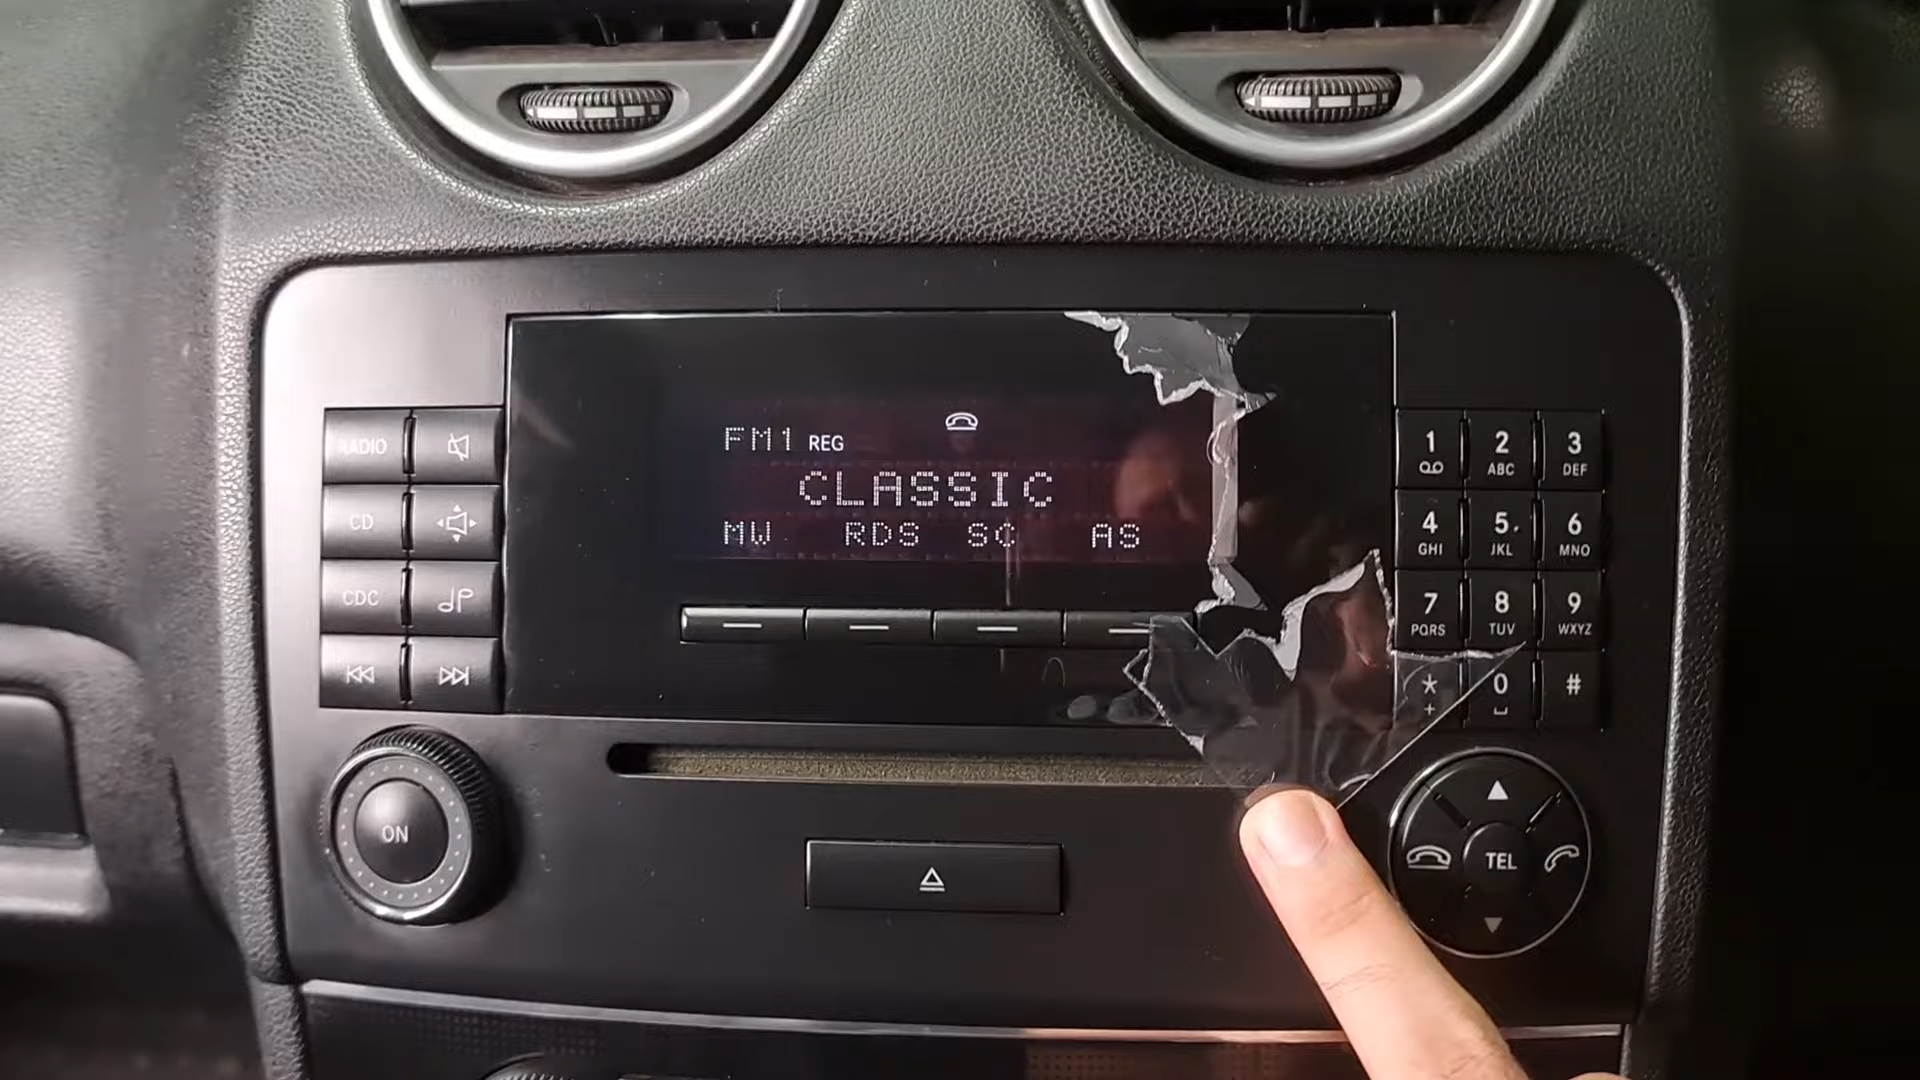 FM1 REG
CLASSIC
MW RDS SC AS
RADIO
CD
CDC
ON
1
2 ABC
3 DEF
4 GHI
5 JKL
6 MNO
7 PQRS
8 TUV
9 WXYZ
* +
0
#
TEL